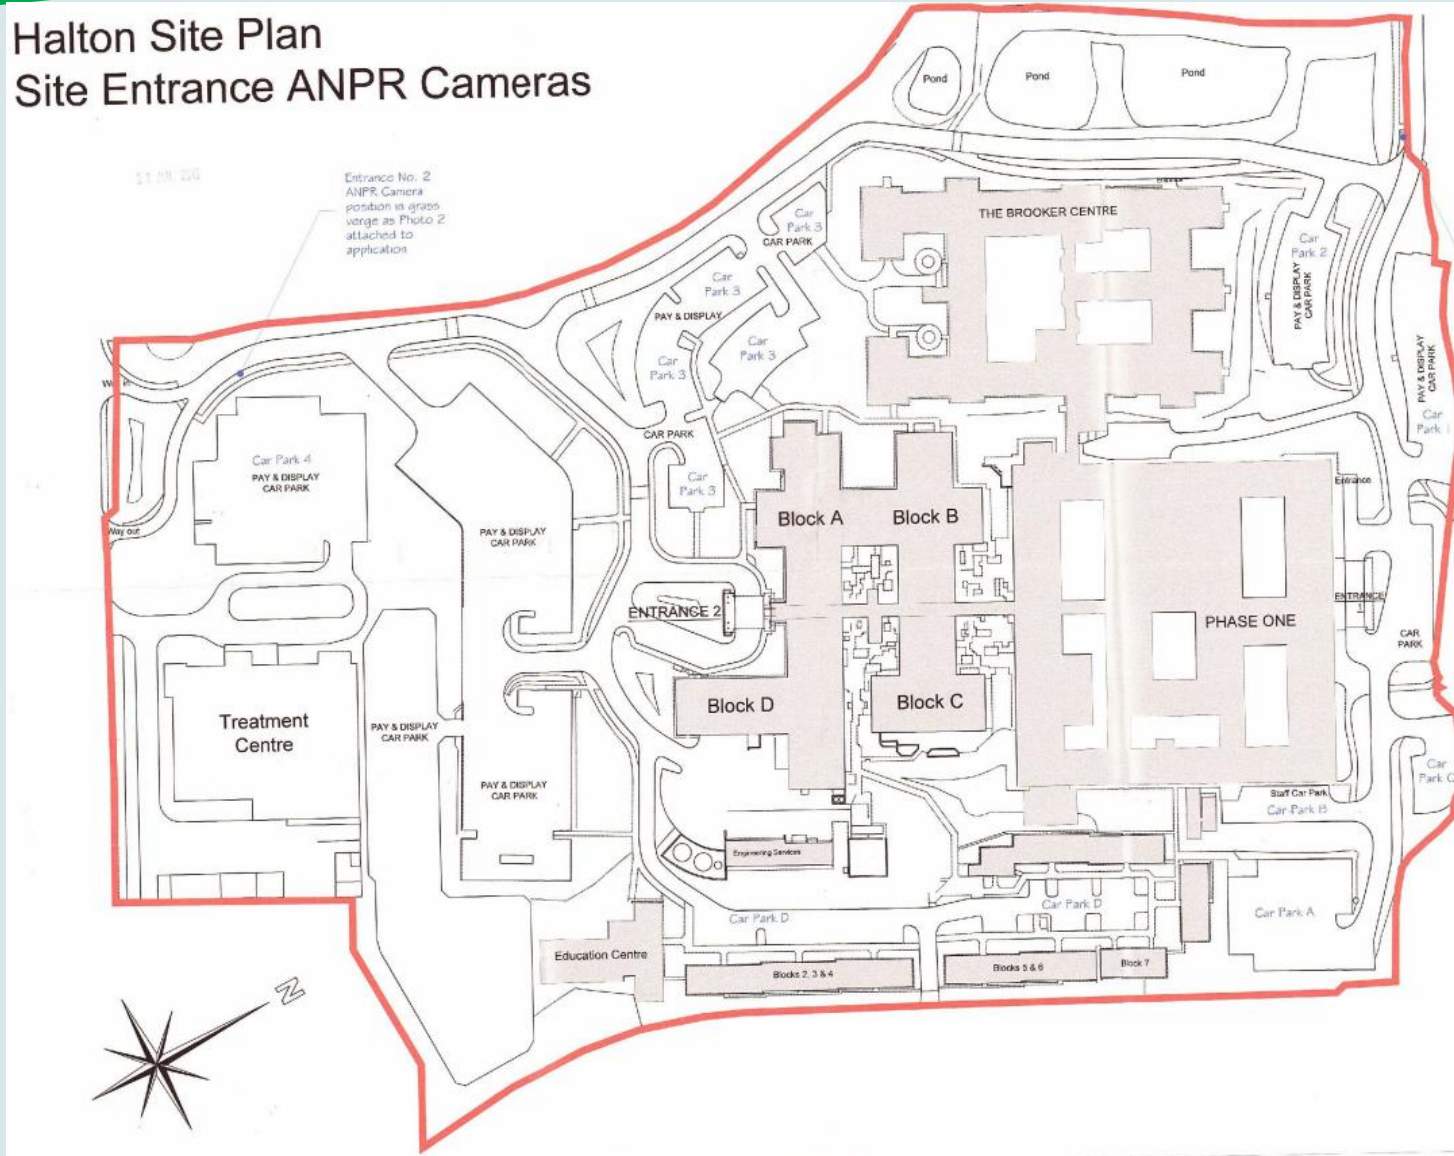 Halton Site Plan
Site Entrance ANPR Cameras
Entrance No. 2
ANPR Camera
position in grass
verge as Photo 2
attached to
application
Pond
Pond
Pond
THE BROOKER CENTRE
Car
Park 3
CAR PARK
Car
Park 2
PAY & DISPLAY
CAR PARK
Car
Park 3
PAY & DISPLAY
Car
Park 3
Car
Park 3
PAY & DISPLAY
CAR PARK
Car
Park 1
CAR PARK
Car
Park 3
Car Park 4
PAY & DISPLAY
CAR PARK
Way out
PAY & DISPLAY
CAR PARK
Block A
Block B
Entrance
ENTRANCE 2
ENTRANCE
1
PHASE ONE
CAR
PARK
Block D
Block C
Treatment
Centre
PAY & DISPLAY
CAR PARK
PAY & DISPLAY
CAR PARK
Car
Park C
Staff Car Park
Car Park B
Engineering Services
Car Park D
Car Park D
Car Park A
Education Centre
Blocks 2, 3 & 4
Blocks 5 & 6
Block 7
N